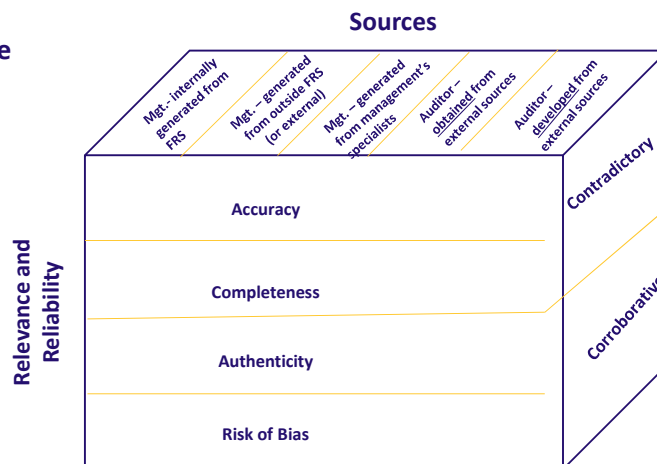 Sources
e
Mgt.- internally
generated from
FRS
Mgt. – generated
from outside FRS
(or external)
Mgt. – generated
from management's
specialists
Auditor –
obtained from
external sources
Auditor –
developed from
external sources
Relevance and
Reliability
Accuracy
Completeness
Authenticity
Risk of Bias
Contradictory
Corroborative